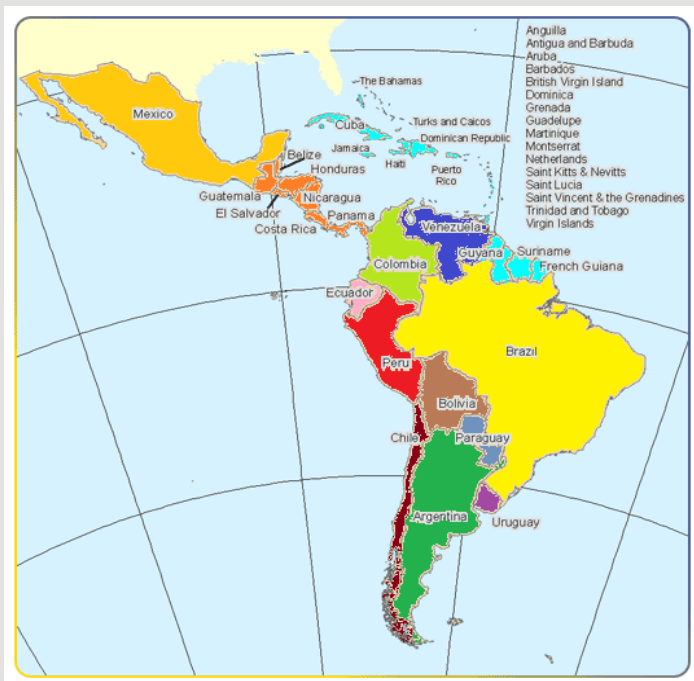 Anguilla
Antigua and Barbuda
Aruba
Barbados
British Virgin Island
Dominica
Grenada
Guadelupe
Martinique
Montserrat
Netherlands
Saint Kitts & Nevitts
Saint Lucia
Saint Vincent & the Grenadines
Trinidad and Tobago
Virgin Islands
The Bahamas
Mexico
Cuba
Turks and Caicos
Dominican Republic
Jamaica
Haiti
Puerto
Rico
Belize
Honduras
Guatemala
Nicaragua
El Salvador
Panama
Costa Rica
Venezuela
Guyana
Suriname
French Guiana
Colombia
Ecuador
Brazil
Peru
Bolivia
Chile
Paraguay
Argentina
Uruguay